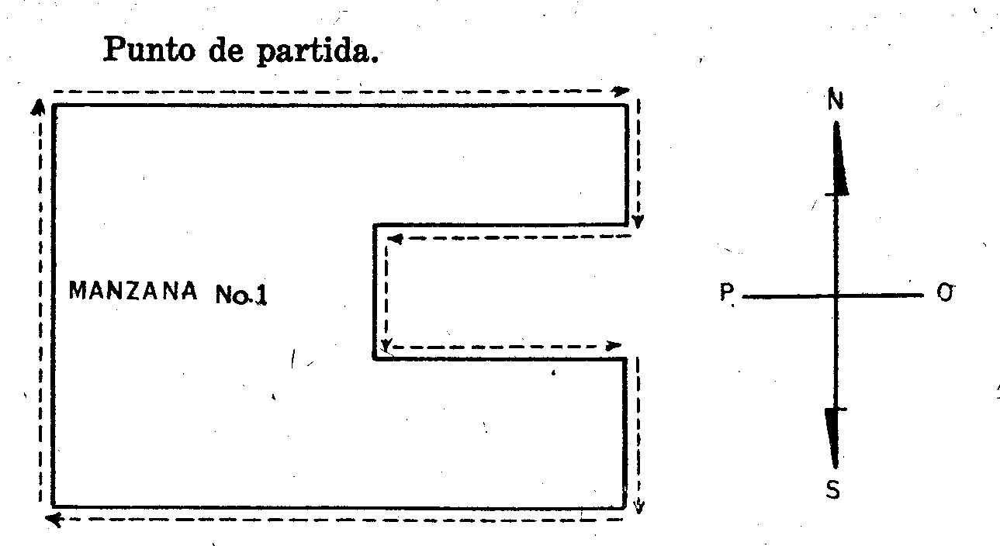 Punto de partida.
N
MANZANA No.1
P. O
S